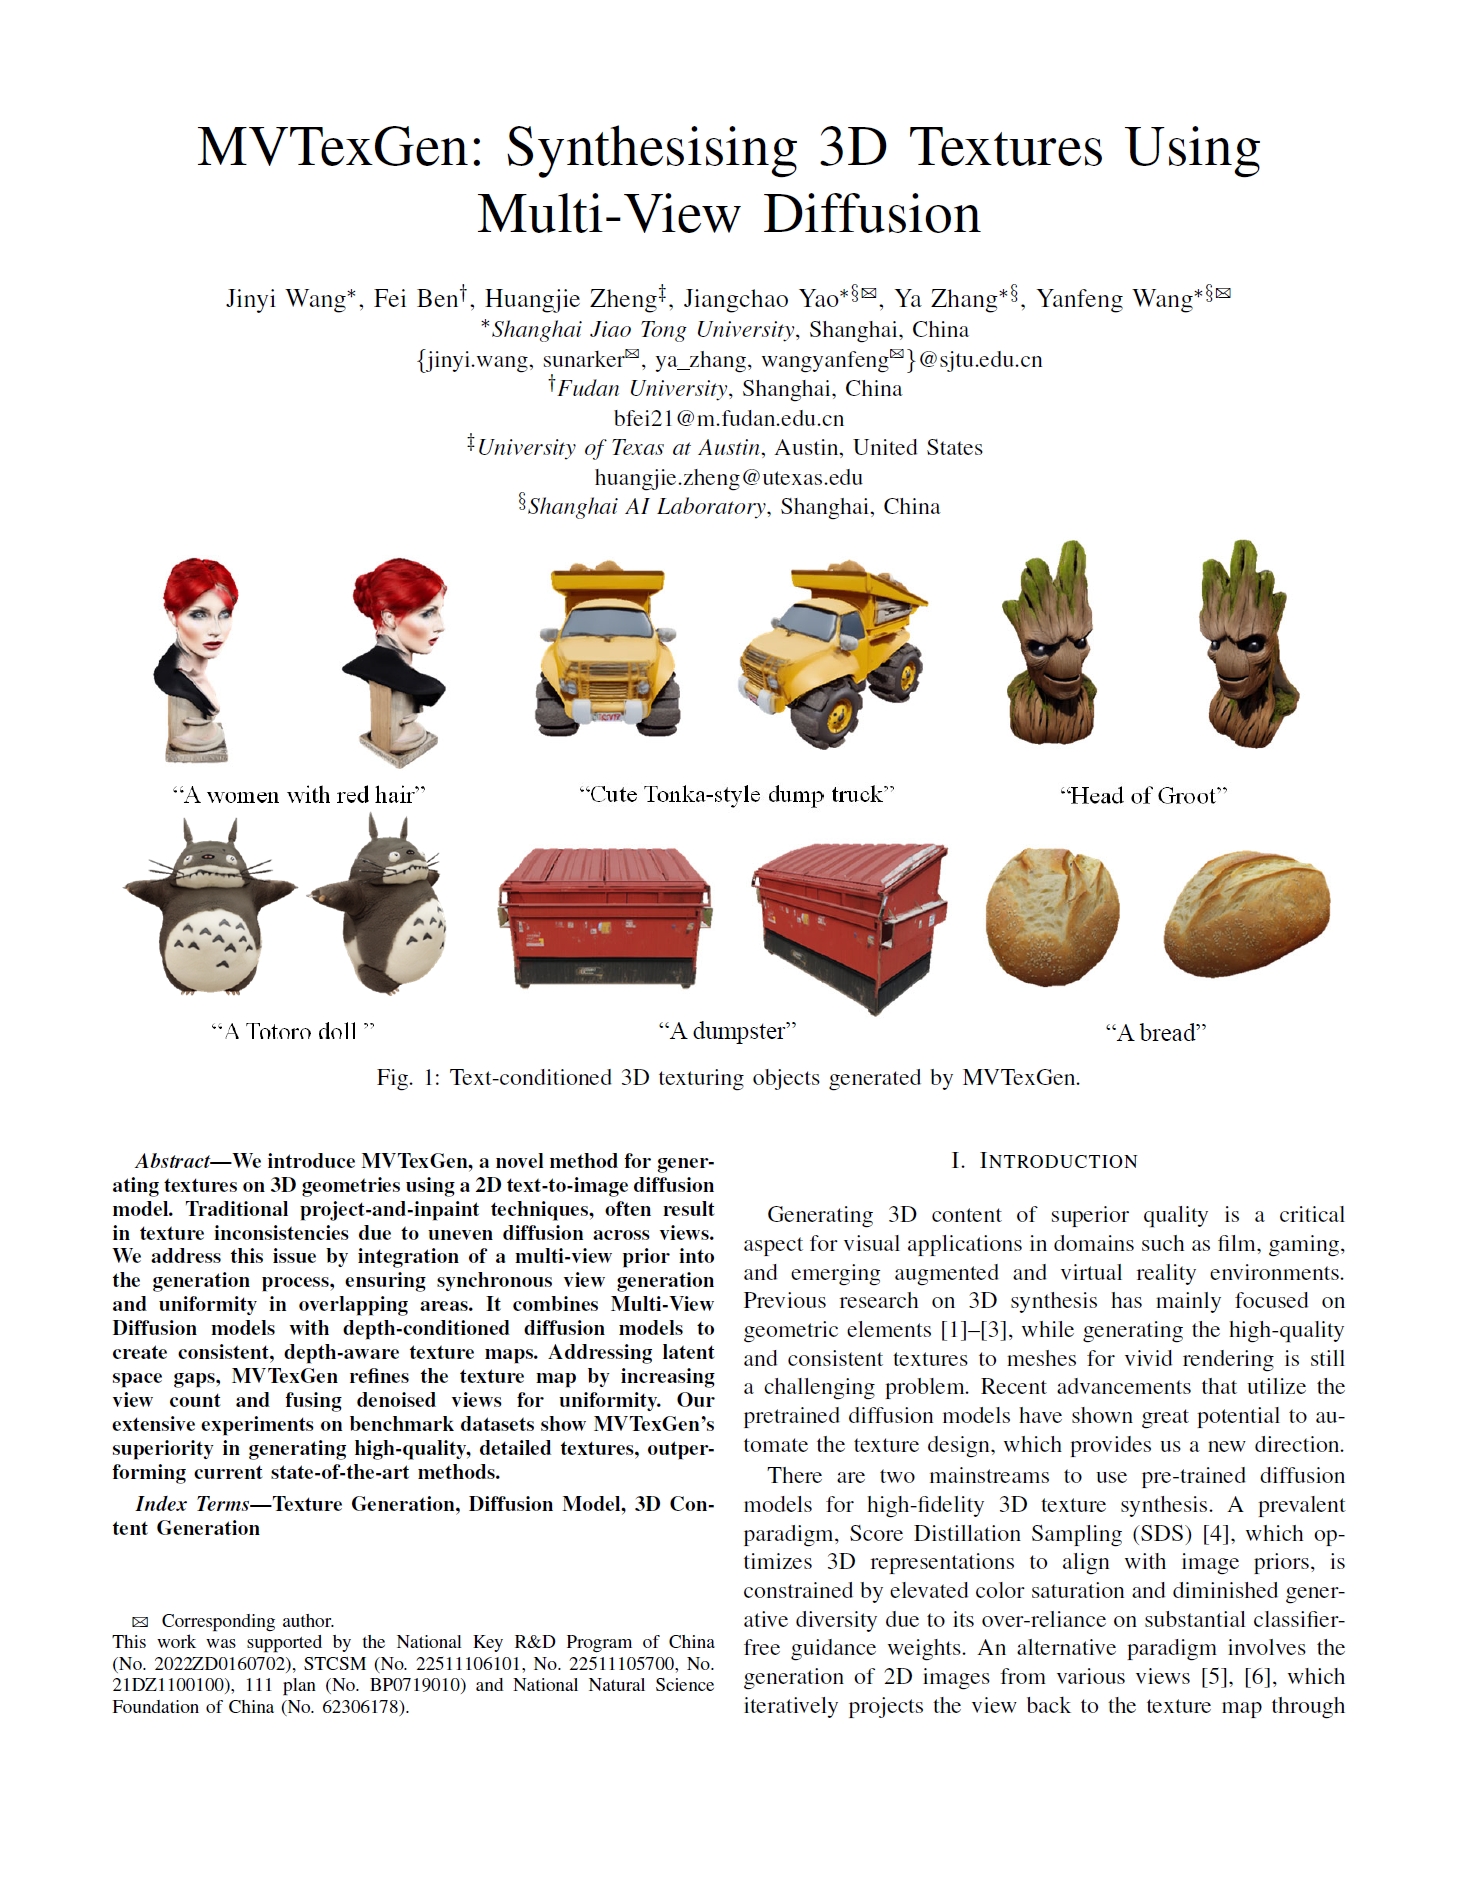 MVTexGen: Synthesising 3D Textures Using
Multi-View Diffusion
Jinyi Wang*, Fei Ben†, Huangjie Zheng‡, Jiangchao Yao*§✉, Ya Zhang*§, Yanfeng Wang*§✉
*Shanghai Jiao Tong University, Shanghai, China
{jinyi.wang, sunarker✉, ya_zhang, wangyanfeng✉}@sjtu.edu.cn
†Fudan University, Shanghai, China
bfei21@m.fudan.edu.cn
‡University of Texas at Austin, Austin, United States
huangjie.zheng@utexas.edu
§Shanghai AI Laboratory, Shanghai, China
“A women with red hair”
“Cute Tonka-style dump truck”
“Head of Groot”
“A Totoro doll ”
“A dumpster”
“A bread”
Fig. 1: Text-conditioned 3D texturing objects generated by MVTexGen.
Abstract—We introduce MVTexGen, a novel method for gener-
ating textures on 3D geometries using a 2D text-to-image diffusion
model. Traditional project-and-inpaint techniques, often result
in texture inconsistencies due to uneven diffusion across views.
We address this issue by integration of a multi-view prior into
the generation process, ensuring synchronous view generation
and uniformity in overlapping areas. It combines Multi-View
Diffusion models with depth-conditioned diffusion models to
create consistent, depth-aware texture maps. Addressing latent
space gaps, MVTexGen refines the texture map by increasing
view count and fusing denoised views for uniformity. Our
extensive experiments on benchmark datasets show MVTexGen’s
superiority in generating high-quality, detailed textures, outper-
forming current state-of-the-art methods.
Index Terms—Texture Generation, Diffusion Model, 3D Con-
tent Generation
✉ Corresponding author.
This work was supported by the National Key R&D Program of China
(No. 2022ZD0160702), STCSM (No. 22511106101, No. 22511105700, No.
21DZ1100100), 111 plan (No. BP0719010) and National Natural Science
Foundation of China (No. 62306178).
I. INTRODUCTION
Generating 3D content of superior quality is a critical
aspect for visual applications in domains such as film, gaming,
and emerging augmented and virtual reality environments.
Previous research on 3D synthesis has mainly focused on
geometric elements [1]–[3], while generating the high-quality
and consistent textures to meshes for vivid rendering is still
a challenging problem. Recent advancements that utilize the
pretrained diffusion models have shown great potential to au-
tomate the texture design, which provides us a new direction.
There are two mainstreams to use pre-trained diffusion
models for high-fidelity 3D texture synthesis. A prevalent
paradigm, Score Distillation Sampling (SDS) [4], which op-
timizes 3D representations to align with image priors, is
constrained by elevated color saturation and diminished gener-
ative diversity due to its over-reliance on substantial classifier-
free guidance weights. An alternative paradigm involves the
generation of 2D images from various views [5], [6], which
iteratively projects the view back to the texture map through